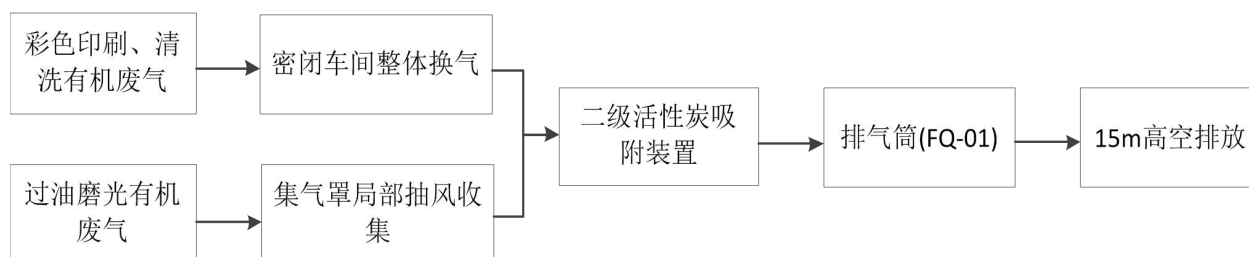 彩色印刷、清
洗有机废气
密闭车间整体换气
过油磨光有机
废气
集气罩局部抽风收
集
二级活性炭吸
附装置
排气筒(FQ-01)
15m高空排放